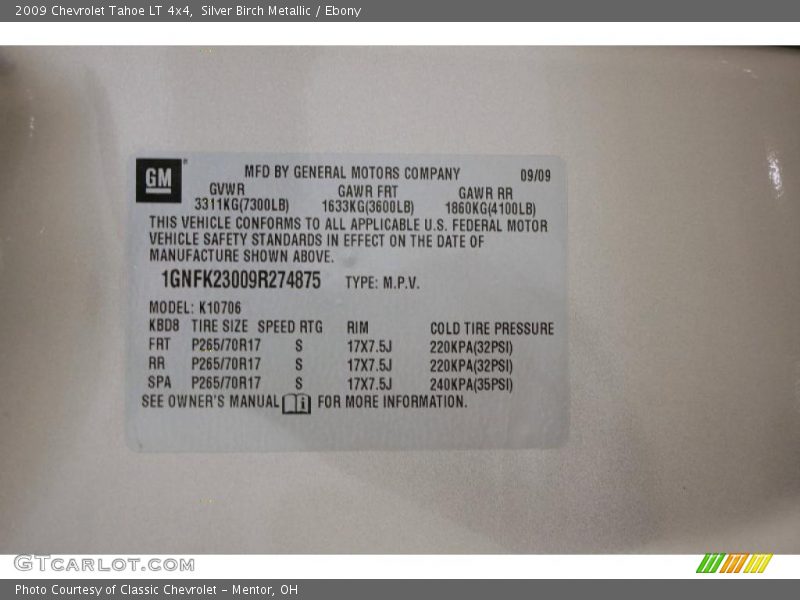 2009 Chevrolet Tahoe LT 4x4, Silver Birch Metallic / Ebony
GM
MFD BY GENERAL MOTORS COMPANY 09/09
GVWR GAWR FRT GAWR RR
3311KG(7300LB) 1633KG(3600LB) 1860KG(4100LB)
THIS VEHICLE CONFORMS TO ALL APPLICABLE U.S. FEDERAL MOTOR
VEHICLE SAFETY STANDARDS IN EFFECT ON THE DATE OF
MANUFACTURE SHOWN ABOVE.
1GNFK23009R274875 TYPE: M.P.V.
MODEL: K10706
KBD8 TIRE SIZE SPEED RTG RIM COLD TIRE PRESSURE
FRT P265/70R17 S 17X7.5J 220KPA(32PSI)
RR P265/70R17 S 17X7.5J 220KPA(32PSI)
SPA P265/70R17 S 17X7.5J 240KPA(35PSI)
SEE OWNER'S MANUAL i FOR MORE INFORMATION.
GTCARLOT.COM
Photo Courtesy of Classic Chevrolet - Mentor, OH